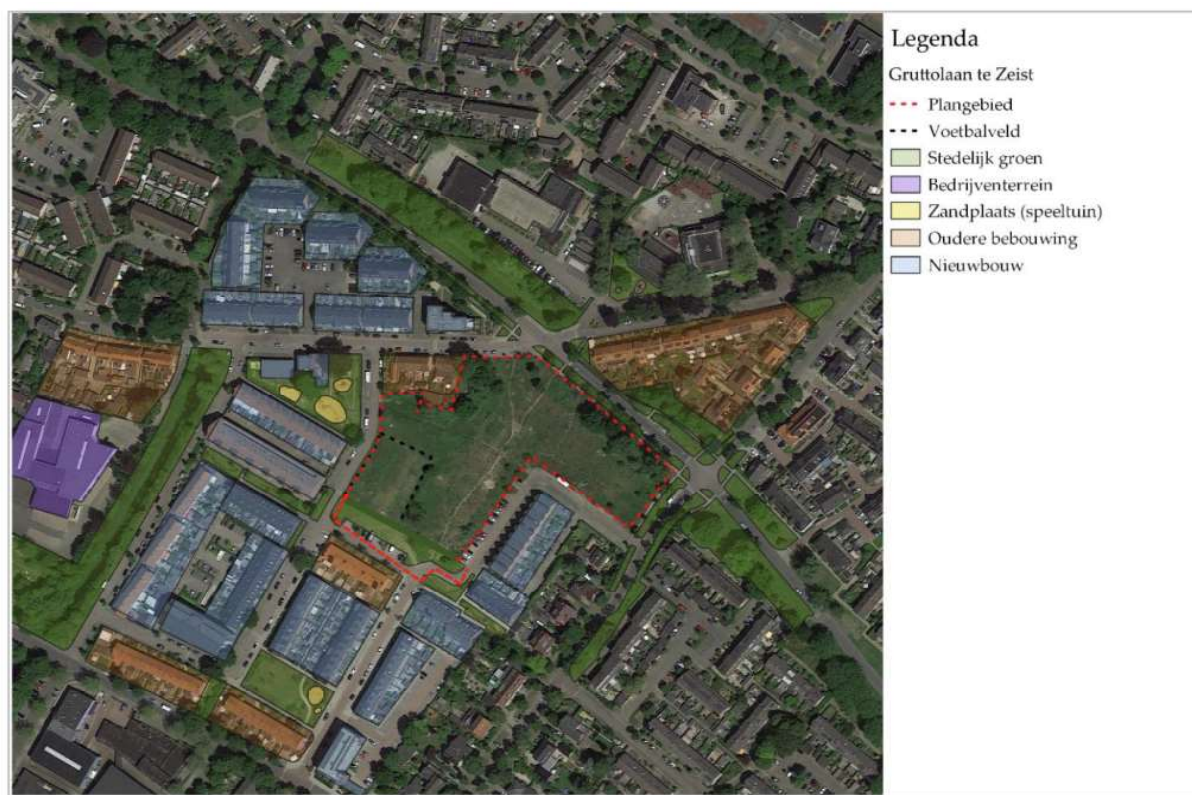 Legenda
Gruttolaan te Zeist
Plangebied
Voetbalveld
Stedelijk groen
Bedrijventerrein
Zandplaats (speeltuin)
Oudere bebouwing
Nieuwbouw